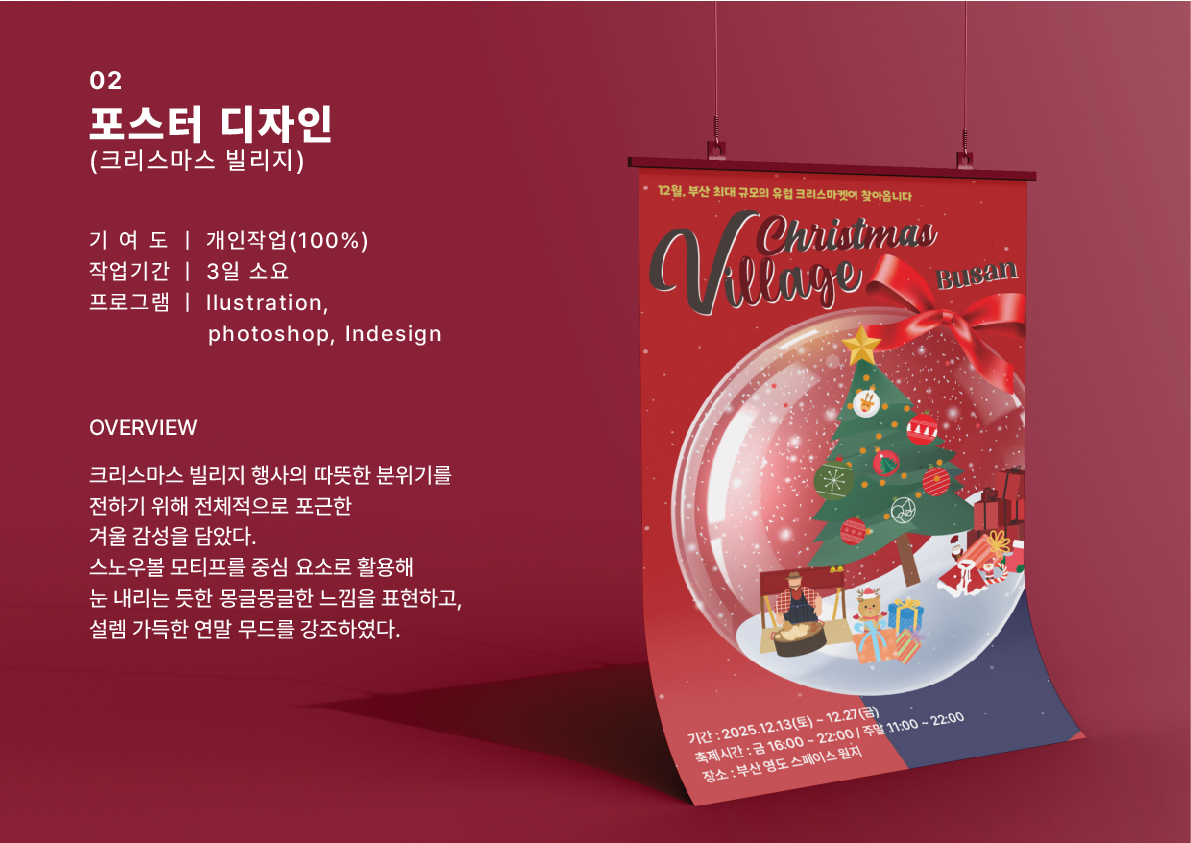 02
포스터 디자인
(크리스마스 빌리지)
기 여 도 | 개인작업(100%)
작업기간 | 3일 소요
프로그램 | Ilustration,
photoshop, Indesign
OVERVIEW
크리스마스 빌리지 행사의 따뜻한 분위기를
전하기 위해 전체적으로 포근한
겨울 감성을 담았다.
스노우볼 모티프를 중심 요소로 활용해
눈 내리는 듯한 몽글몽글한 느낌을 표현하고,
설렘 가득한 연말 무드를 강조하였다.
12월, 부산 최대 규모의 유럽 크리스마켓이 찾아옵니다
Christmas
Village
Busan
기간 : 2025.12.13(토) ~ 12.27(금)
축제시간 : 금 16:00 ~ 22:00 / 주말 11:00 ~ 22:00
장소 : 부산 영도 스페이스 원지